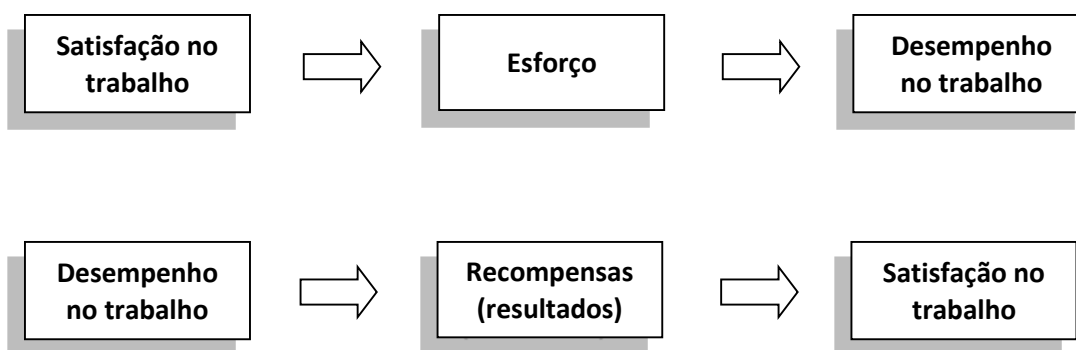 Satisfação no
trabalho
Esforço
Desempenho
no trabalho
Desempenho
no trabalho
Recompensas
(resultados)
Satisfação no
trabalho